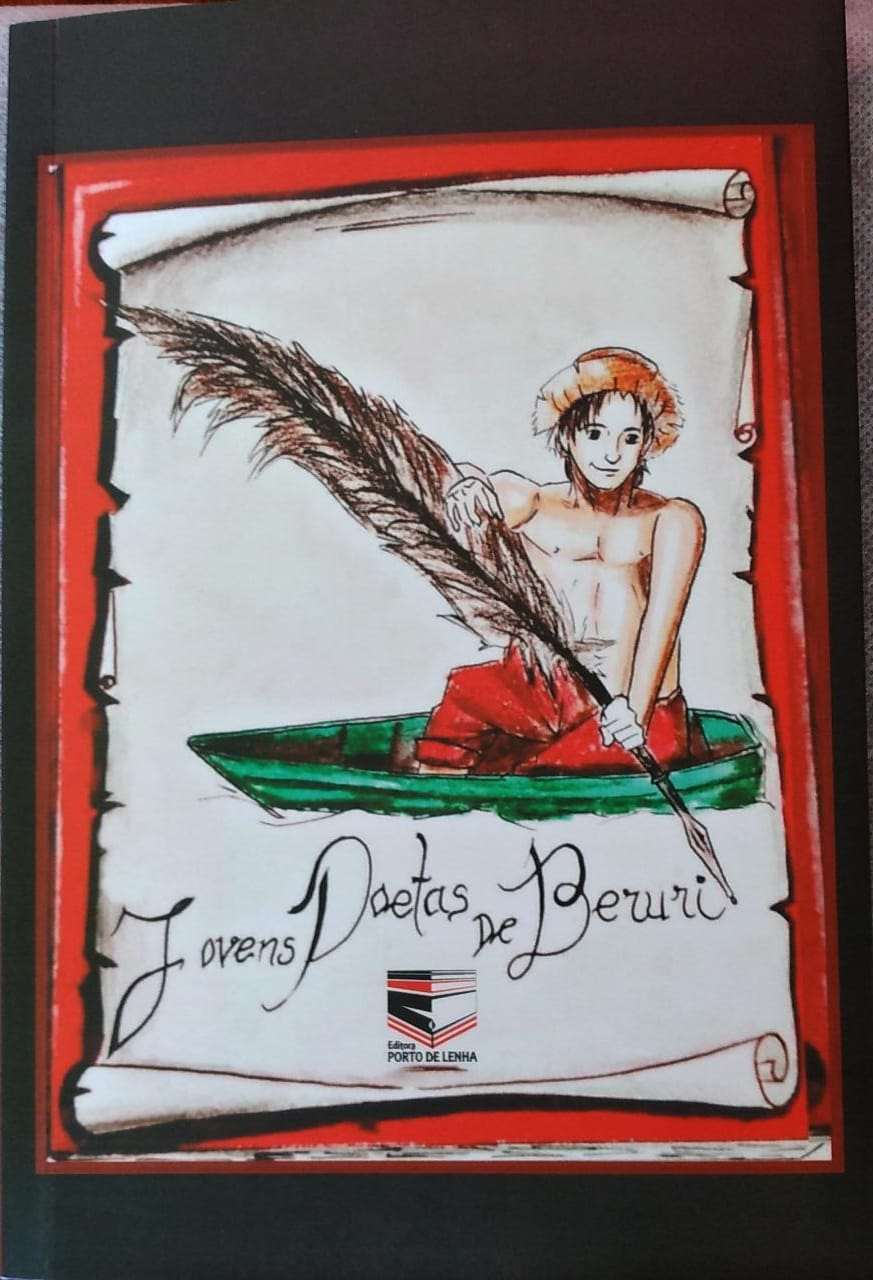 Jovens Poetas De Beruri
Editora
PORTO DE LENHA